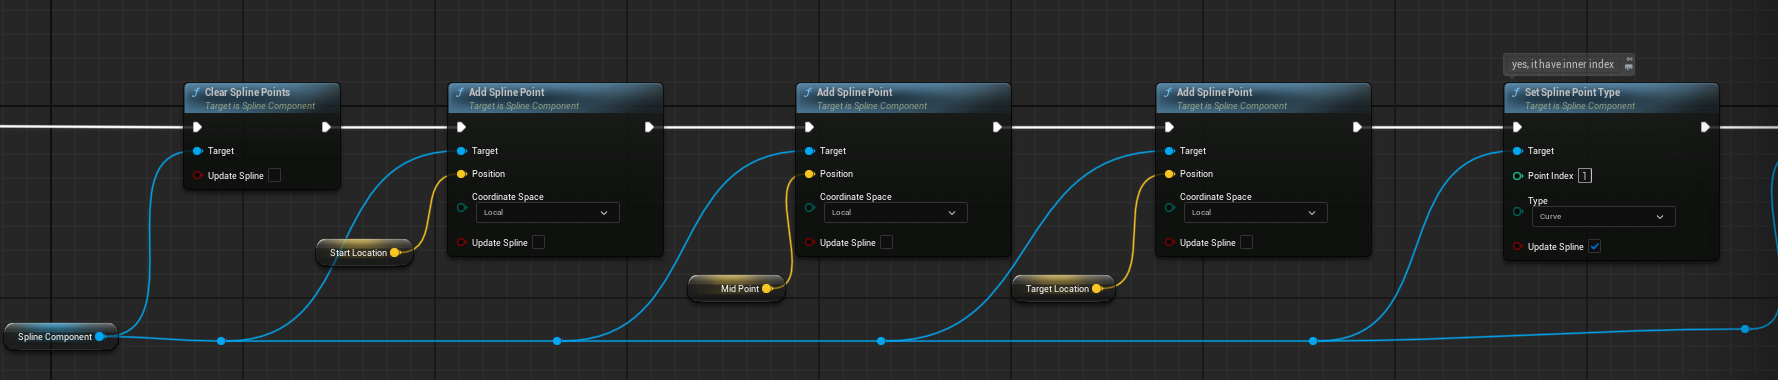 yes, it have inner index
Clear Spline Points
Target is Spline Component
Target
Update Spline
Add Spline Point
Target is Spline Component
Target
Position
Coordinate Space
Local
Update Spline
Add Spline Point
Target is Spline Component
Target
Position
Coordinate Space
Local
Update Spline
Add Spline Point
Target is Spline Component
Target
Position
Coordinate Space
Local
Update Spline
Set Spline Point Type
Target is Spline Component
Target
Point Index 1
Type
Curve
Update Spline
Start Location
Mid Point
Target Location
Spline Component